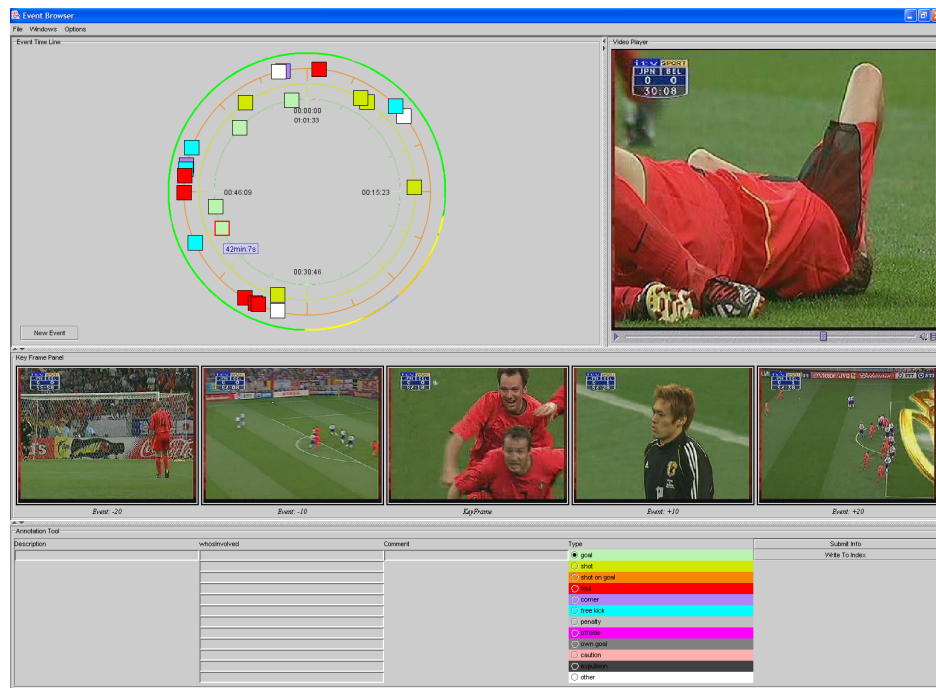 Event Browser
File Windows Options
Event Time Line
Video Player
00:00:00
01:01:33
00:46:09
00:15:23
42min:7s
00:30:46
New Event
itv SPORT
JPN BEL
0 0
30:08
Key Frame Panel
Event: -20
Event: -10
KeyFrame
Event: +10
Event: +20
Annotation Tool
Description
whosInvolved
Comment
Type
Submit Info
Write To Index
goal
shot
shot on goal
foul
corner
free kick
penalty
offside
own goal
caution
expulsion
other